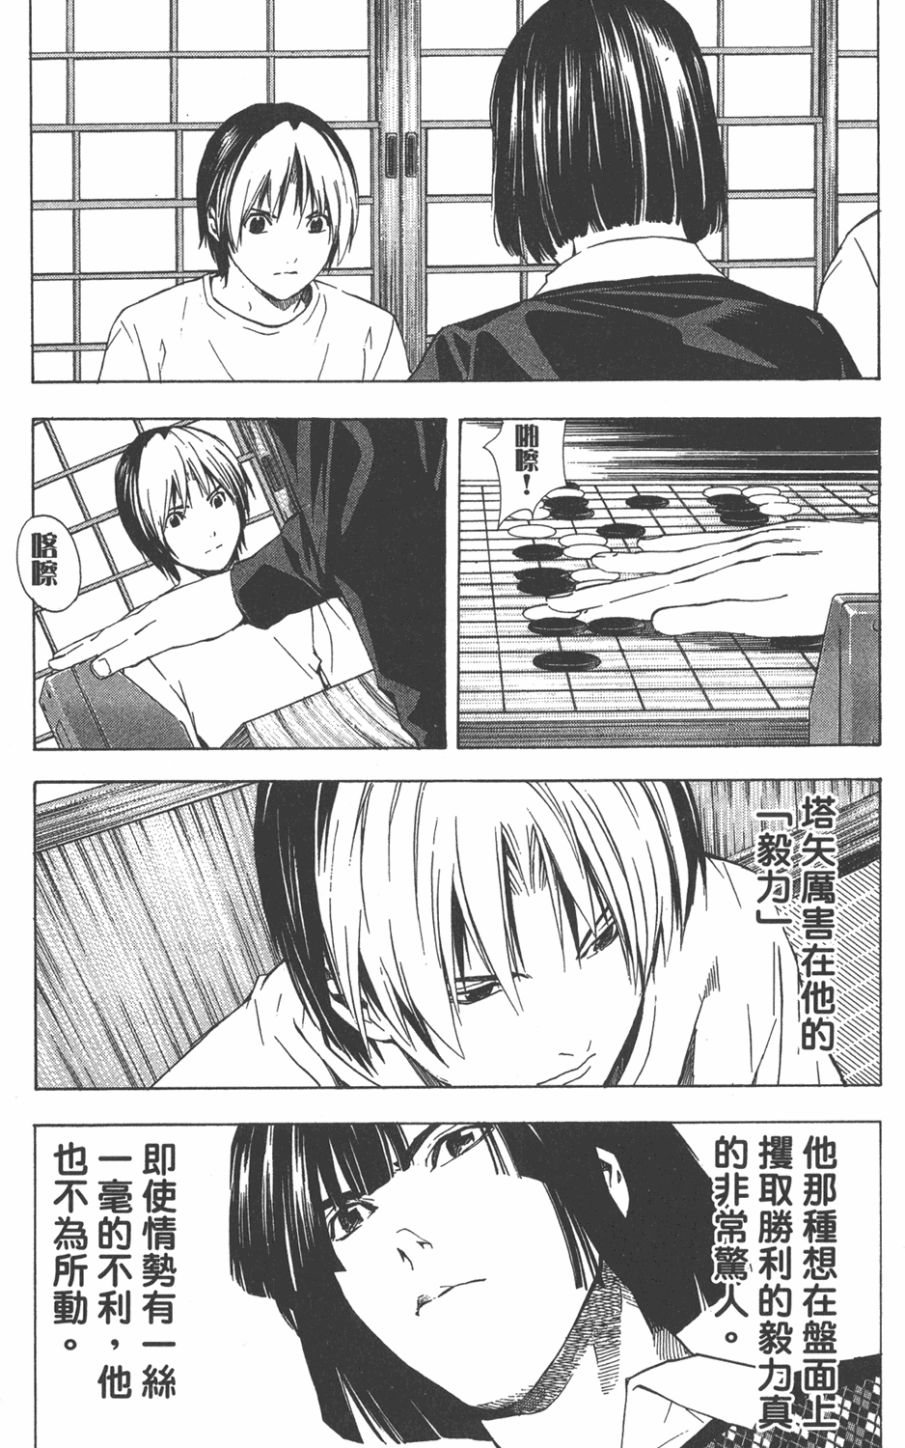 啪嚓！
喀嚓
塔矢厲害在他的
「毅力」
他那種想在盤面上
攫取勝利的毅力真
的非常驚人。
即使情勢有一絲
一毫的不利，他
也不為所動。